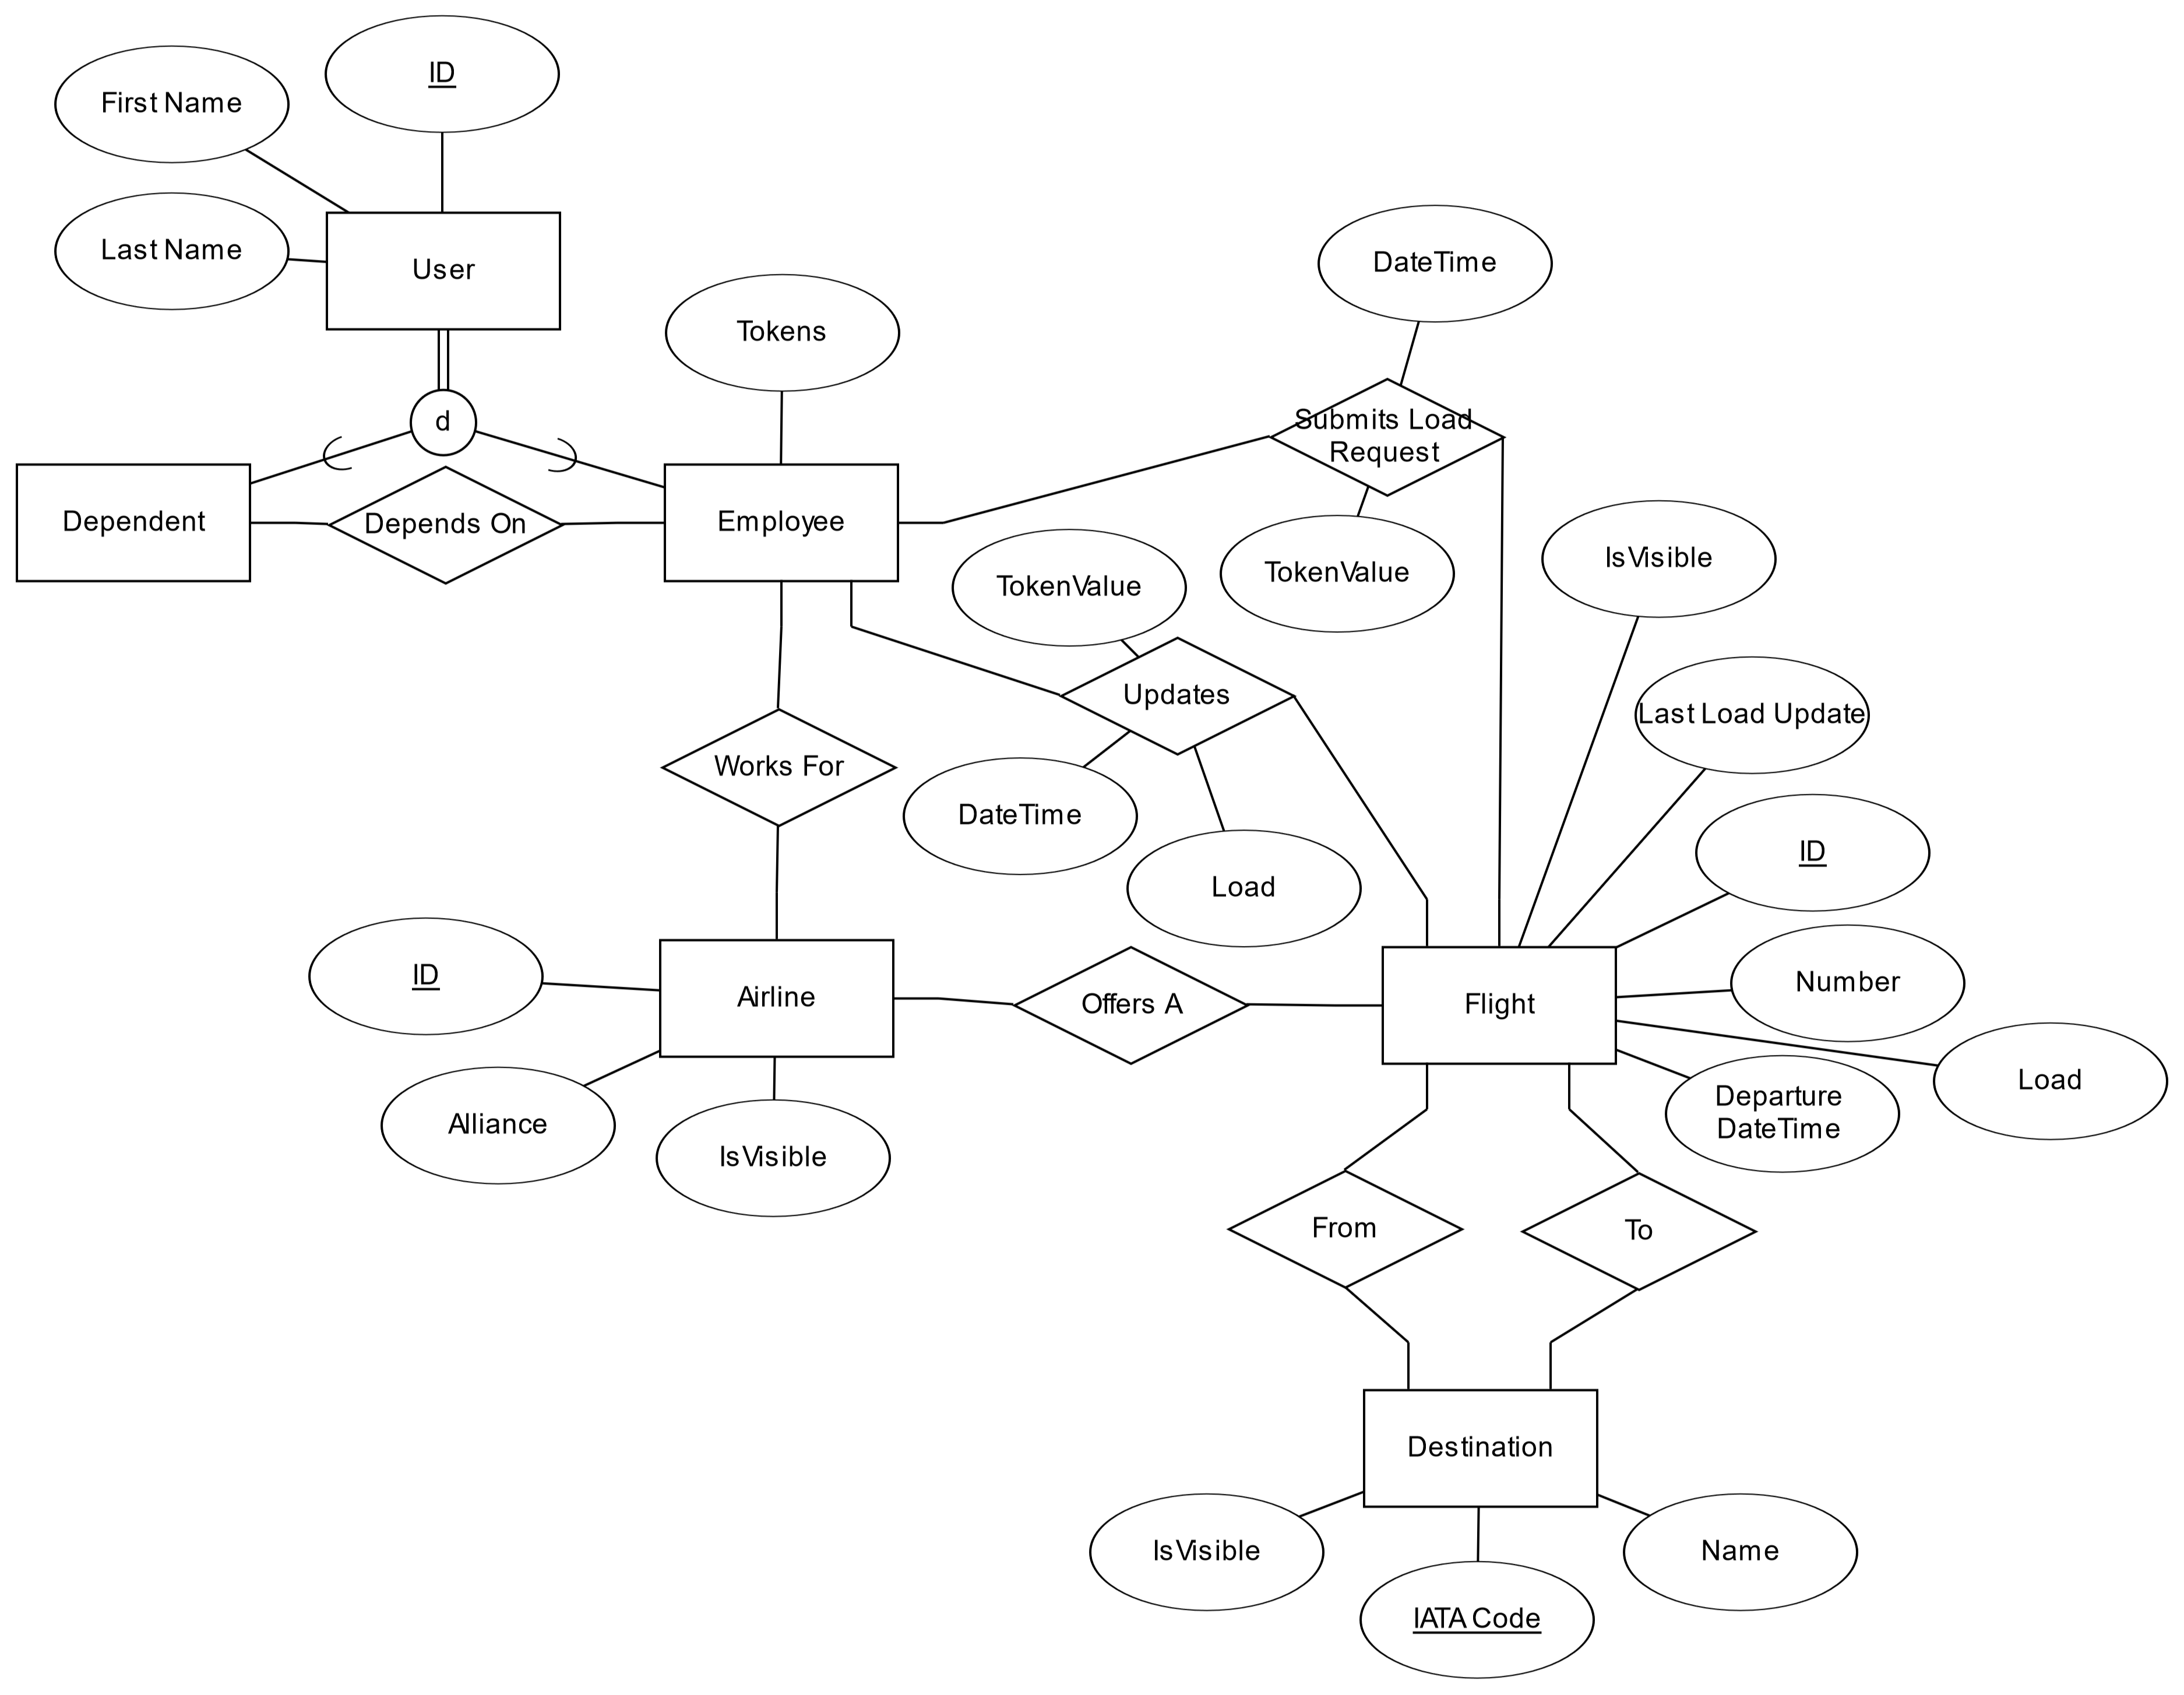 ID
First Name
Last Name
User
DateTime
Tokens
d
Submits Load
Request
Dependent
Depends On
Employee
TokenValue
TokenValue
IsVisible
Updates
Last Load Update
Works For
DateTime
Load
ID
ID
Airline
Offers A
Flight
Number
Load
Alliance
IsVisible
Departure
DateTime
From
To
Destination
IsVisible
IATA Code
Name